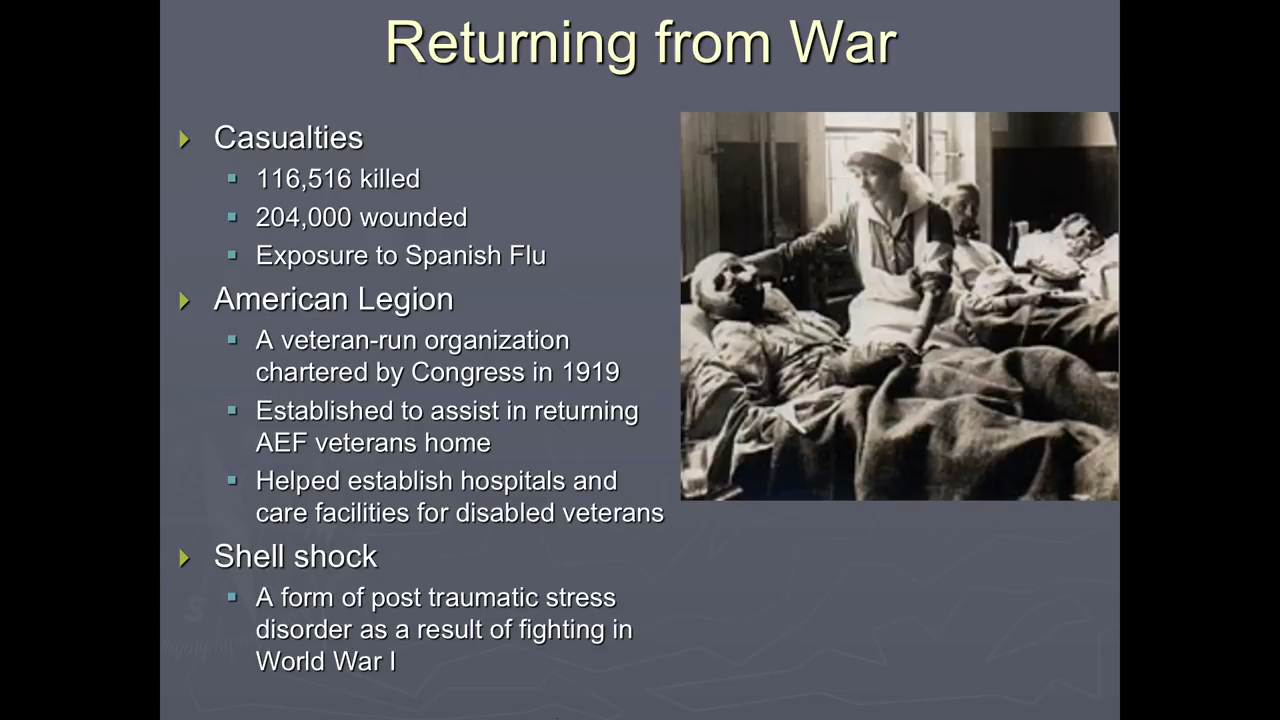 Returning from War
Casualties
116,516 killed
204,000 wounded
Exposure to Spanish Flu
American Legion
A veteran-run organization
chartered by Congress in 1919
Established to assist in returning
AEF veterans home
Helped establish hospitals and
care facilities for disabled veterans
Shell shock
A form of post traumatic stress
disorder as a result of fighting in
World War I
S